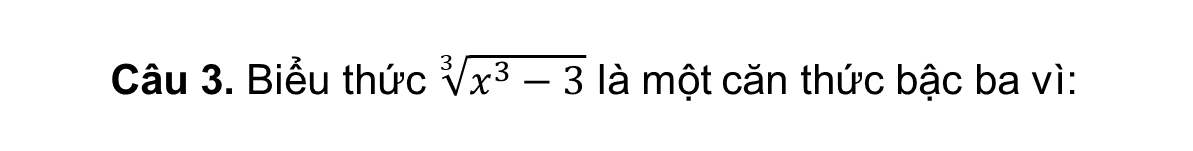 Câu 3. Biểu thức ∛(x³ − 3) là một căn thức bậc ba vì: